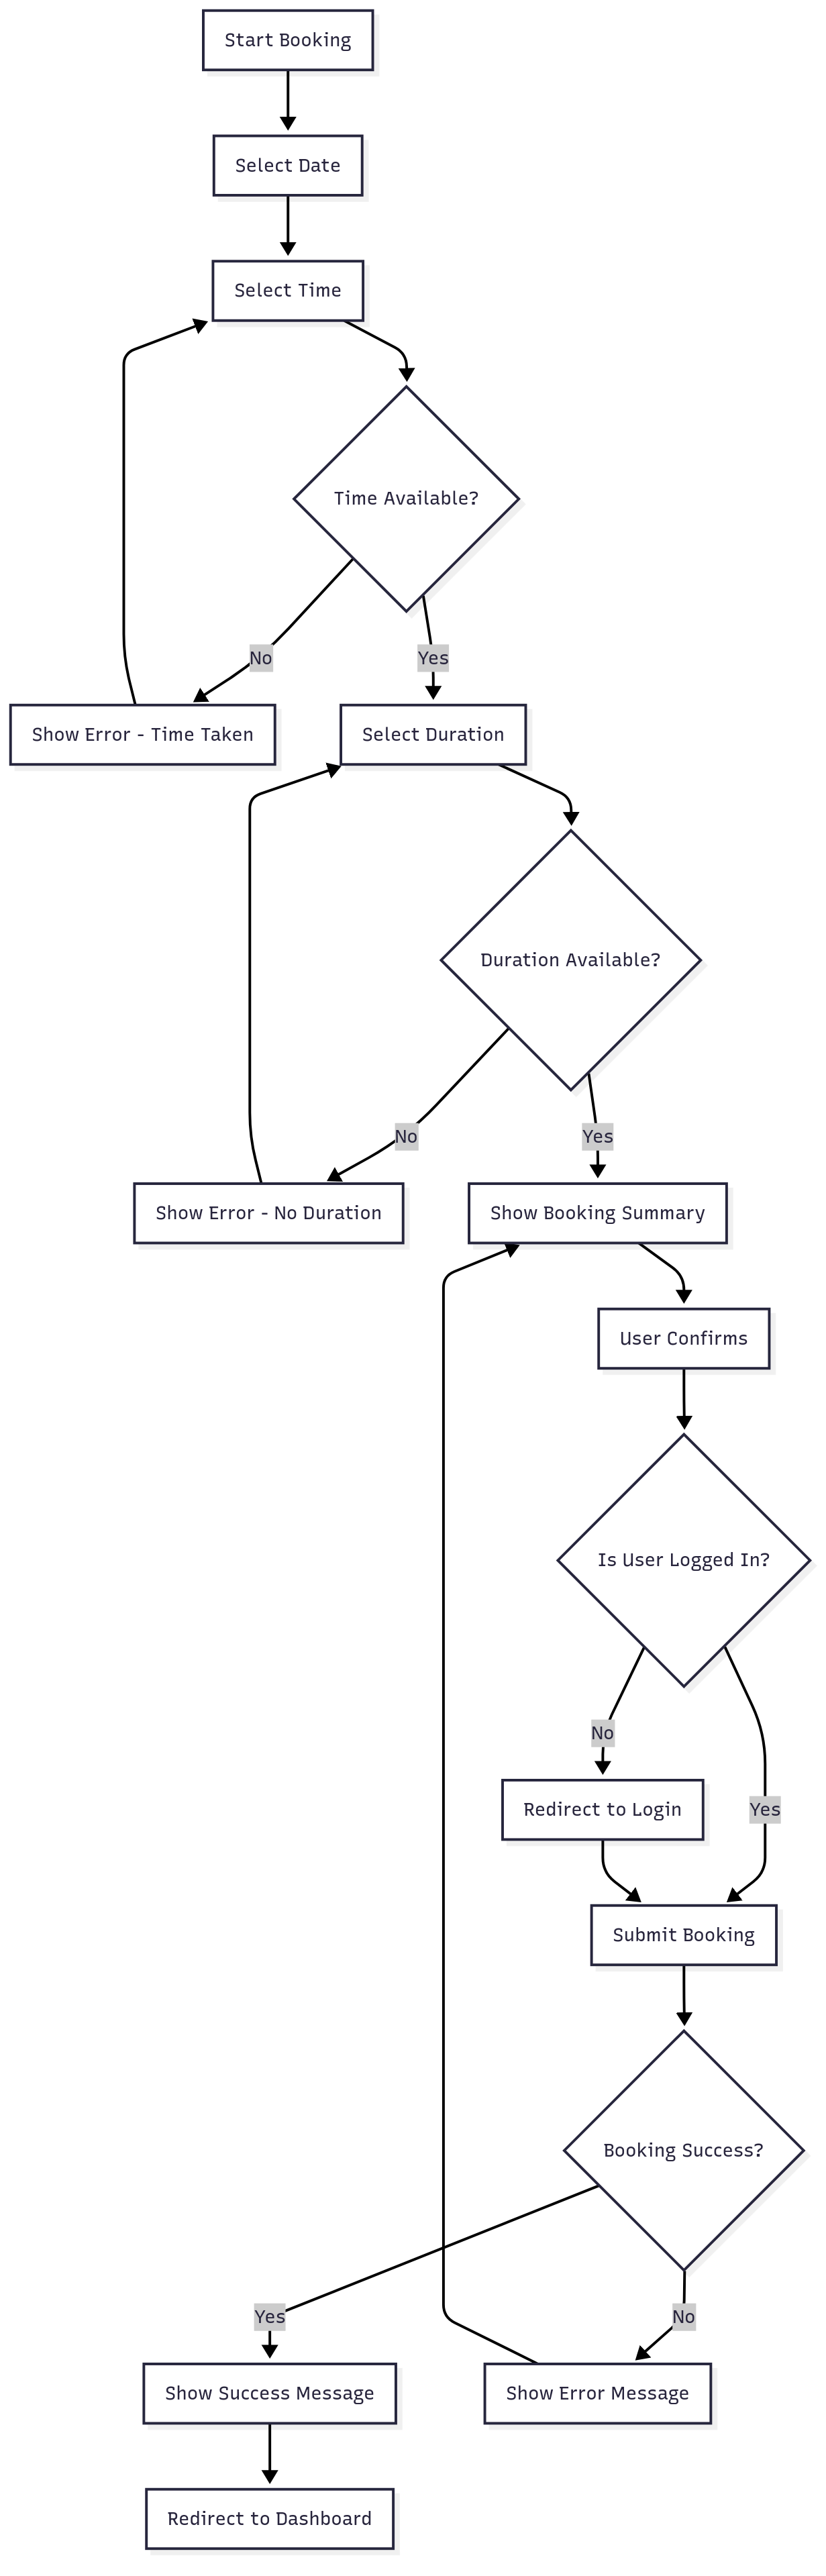 Start Booking
Select Date
Select Time
Time Available?
No
Yes
Show Error - Time Taken
Select Duration
Duration Available?
No
Yes
Show Error - No Duration
Show Booking Summary
User Confirms
Is User Logged In?
No
Redirect to Login
Yes
Submit Booking
Booking Success?
Yes
No
Show Success Message
Show Error Message
Redirect to Dashboard